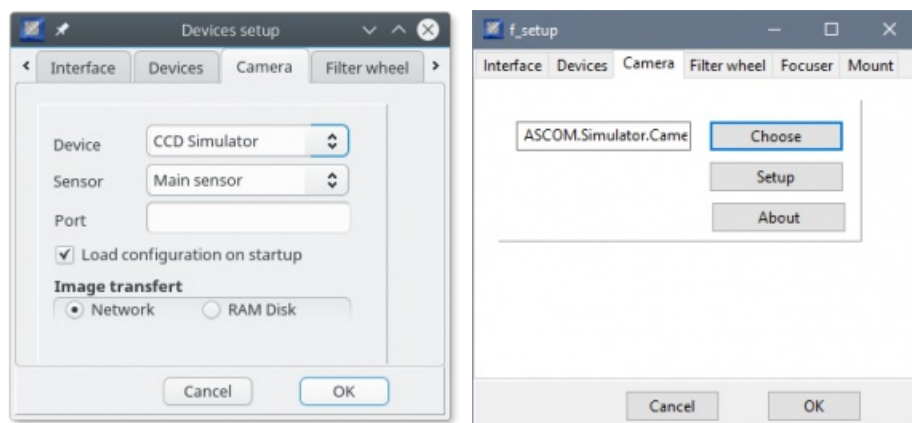 Devices setup
Interface Devices Camera Filter wheel
Device CCD Simulator
Sensor Main sensor
Port
Load configuration on startup
Image transfert
Network RAM Disk
Cancel OK
f_setup
Interface Devices Camera Filter wheel Focuser Mount
ASCOM.Simulator.Came Choose
Setup
About
Cancel OK